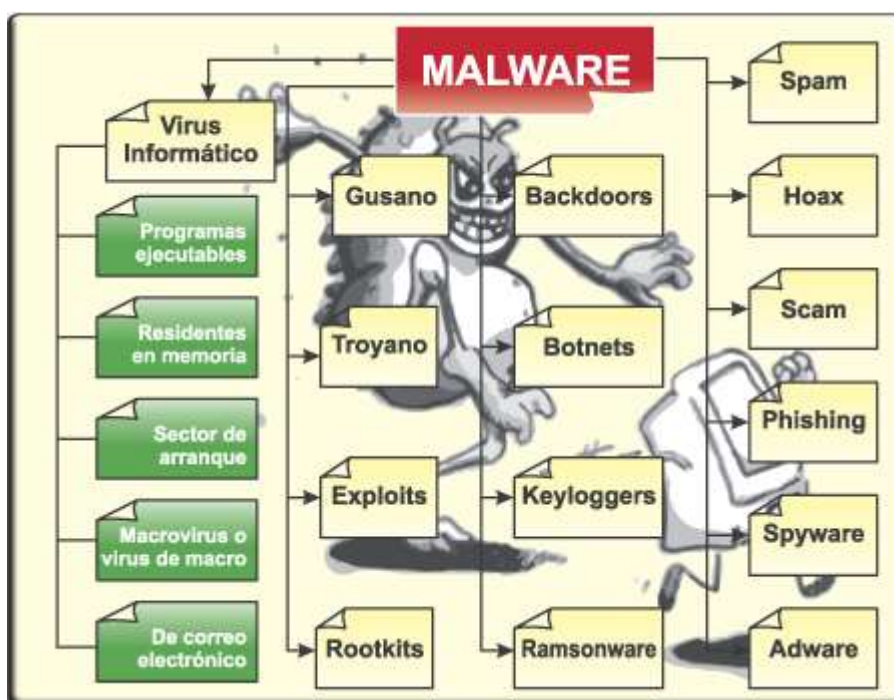 MALWARE
Virus
Informático
Programas
ejecutables
Residentes
en memoria
Sector de
arranque
Macrovirus o
virus de macro
De correo
electrónico
Gusano
Troyano
Exploits
Rootkits
Backdoors
Botnets
Keyloggers
Ramsonware
Spam
Hoax
Scam
Phishing
Spyware
Adware